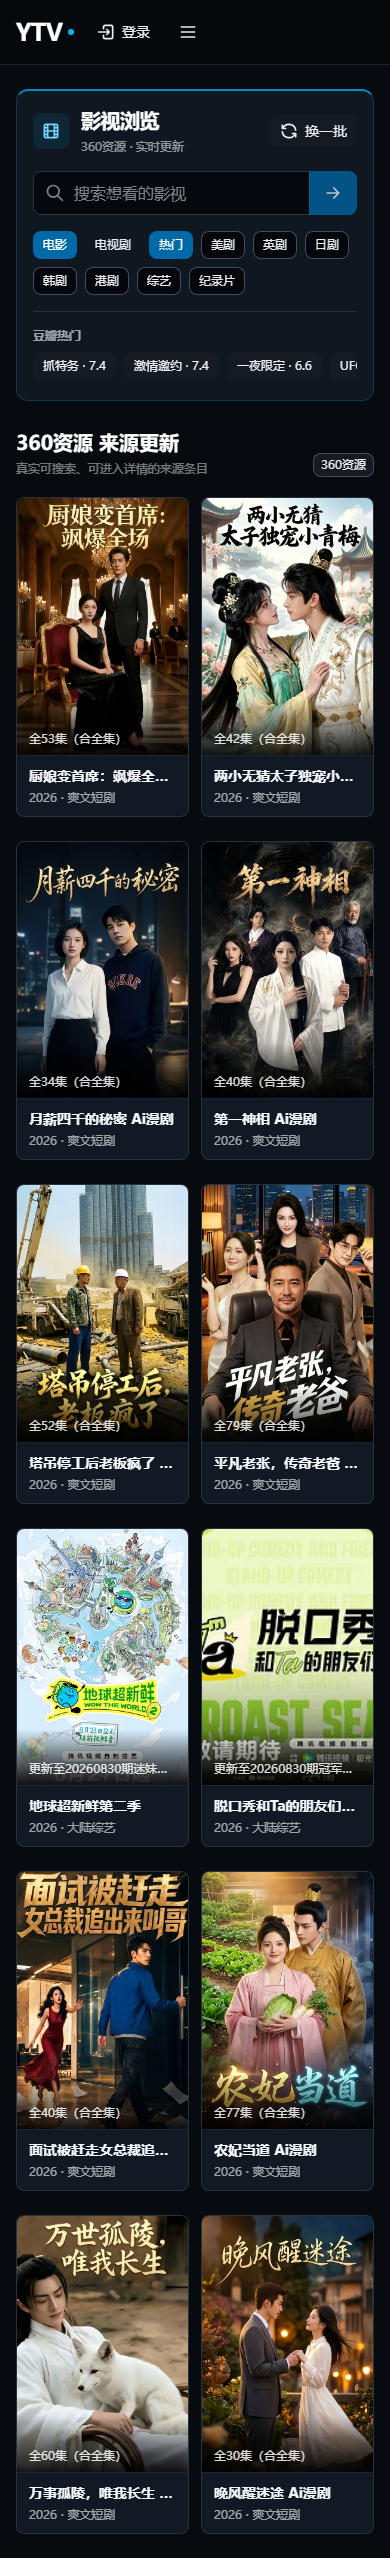 YTV
登录
影视浏览
360资源 · 实时更新
换一批
搜索想看的影视
电影 电视剧 热门 美剧 英剧 日剧
韩剧 港剧 综艺 纪录片
豆瓣热门
抓特务 · 7.4 激情邀约 · 7.4 一夜限定 · 6.6
360资源 来源更新
真实可搜索、可进入详情的来源条目
360资源
厨娘变首席：
飒爆全场
全53集（合全集）
厨娘变首席：飒爆全...
2026 · 爽文短剧
两小无猜
太子独宠小青梅
全42集（合全集）
两小无猜太子独宠小...
2026 · 爽文短剧
月薪四千的秘密
全34集（合全集）
月薪四千的秘密 Ai漫剧
2026 · 爽文短剧
第一神相
全40集（合全集）
第一神相 Ai漫剧
2026 · 爽文短剧
塔吊停工后，
老板疯了
全52集（合全集）
塔吊停工后老板疯了 ...
2026 · 爽文短剧
平凡老张，
传奇老爸
全79集（合全集）
平凡老张，传奇老爸 ...
2026 · 爽文短剧
地球超新鲜
WOW THE WORLD 2
腾讯视频自制综艺
更新至20260830期迷妹...
地球超新鲜第二季
2026 · 大陆综艺
STAND-UP COMEDY
脱口秀
和Ta的朋友们
敬请期待
更新至20260830期冠军...
脱口秀和Ta的朋友们...
2026 · 大陆综艺
面试被赶走
女总裁追出来叫哥
全40集（合全集）
面试被赶走女总裁追...
2026 · 爽文短剧
农妃当道
全77集（合全集）
农妃当道 Ai漫剧
2026 · 爽文短剧
万世孤陵，
唯我长生
全60集（合全集）
万事孤陵，唯我长生 ...
2026 · 爽文短剧
晚风醒迷途
全30集（合全集）
晚风醒迷途 Ai漫剧
2026 · 爽文短剧